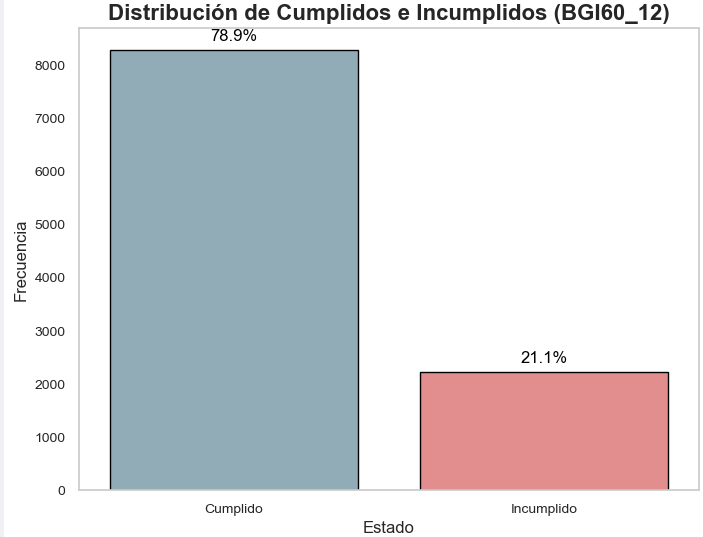 Distribución de Cumplidos e Incumplidos (BGI60_12)
78.9%
8000
7000
6000
5000
4000
3000
2000
1000
0
Frecuencia
21.1%
Cumplido
Incumplido
Estado